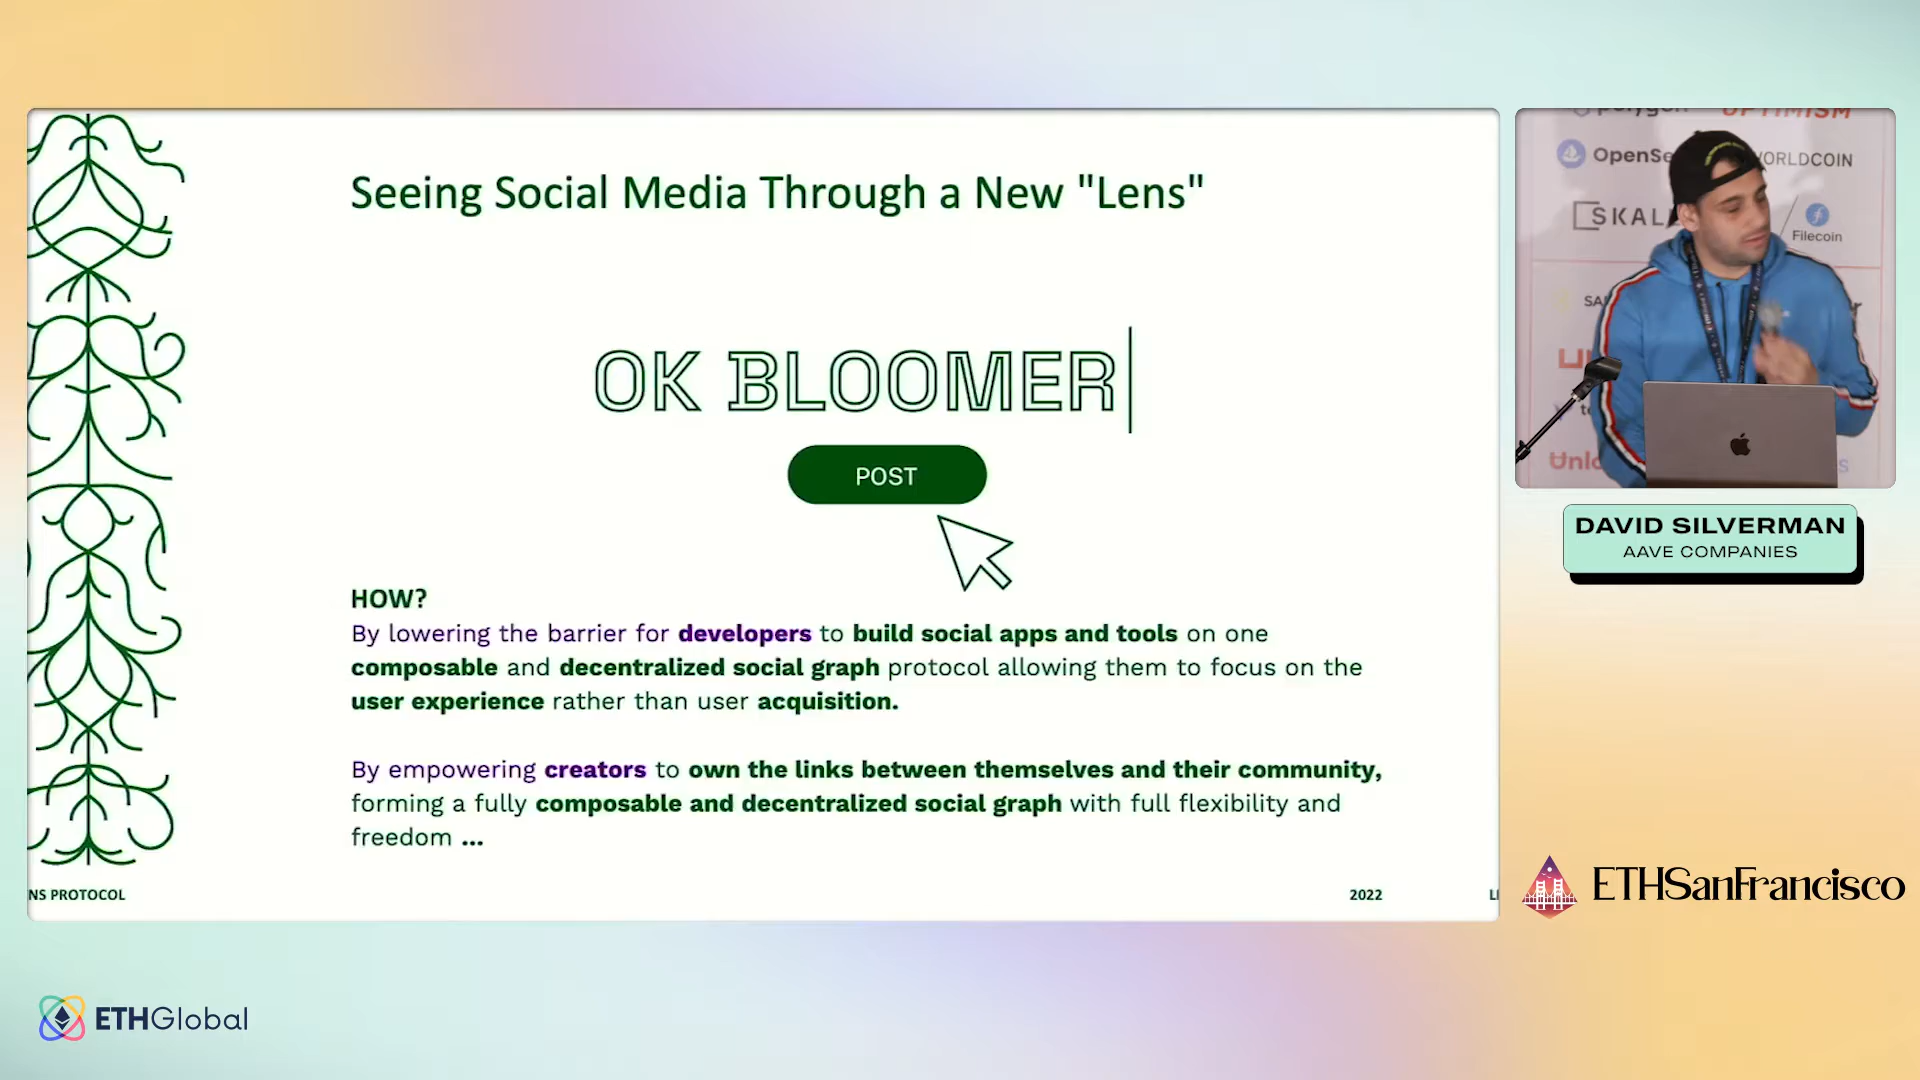 Seeing Social Media Through a New "Lens"
OK BLOOMER
POST
HOW?
By lowering the barrier for developers to build social apps and tools on one
composable and decentralized social graph protocol allowing them to focus on the
user experience rather than user acquisition.
By empowering creators to own the links between themselves and their community,
forming a fully composable and decentralized social graph with full flexibility and
freedom ...
NS PROTOCOL
2022
polygon
OPTIMISM
OpenSe
ORLDCOIN
SKAL
Filecoin
SA
Unlo
DAVID SILVERMAN
AAVE COMPANIES
ETHSanFrancisco
ETHGlobal